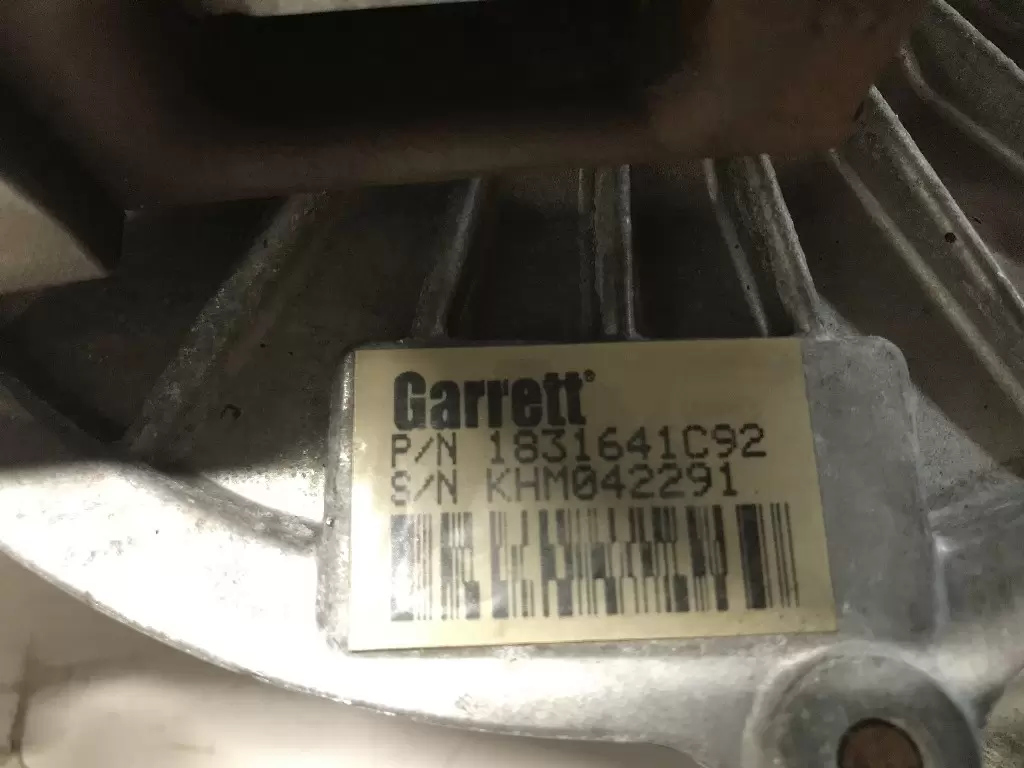 Garrett®
P/N 1831641C92
S/N KHM042291